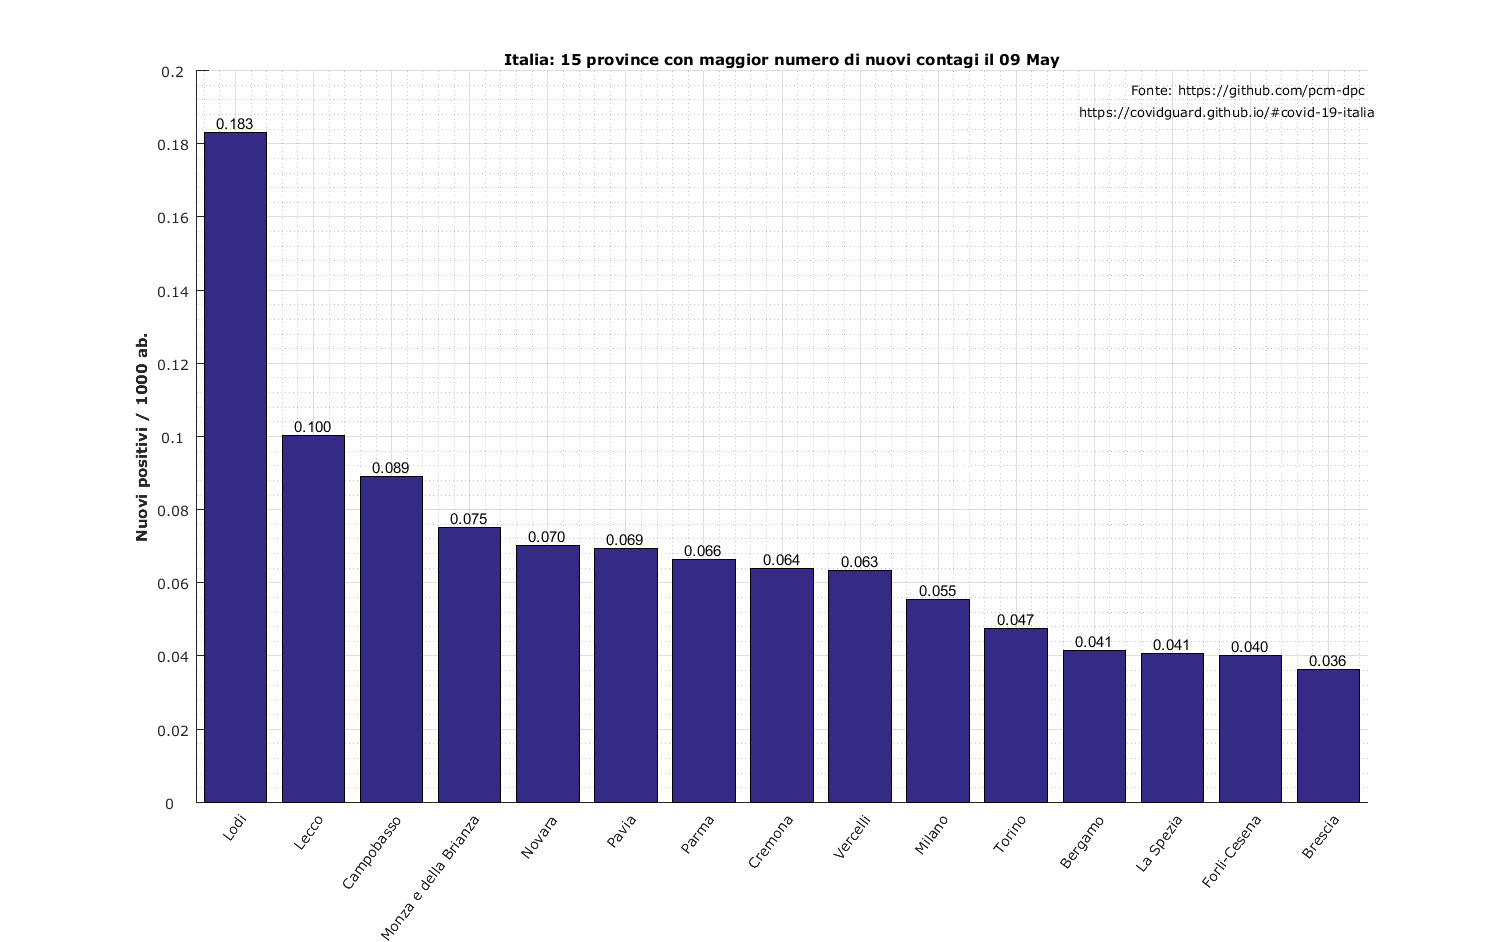 Italia: 15 province con maggior numero di nuovi contagi il 09 May
Fonte: https://github.com/pcm-dpc
https://covidguard.github.io/#covid-19-italia
Nuovi positivi / 1000 ab.
0.2
0.18
0.16
0.14
0.12
0.1
0.08
0.06
0.04
0.02
0
0.183
0.100
0.089
0.075
0.070
0.069
0.066
0.064
0.063
0.055
0.047
0.041
0.041
0.040
0.036
Lodi
Lecco
Campobasso
Monza e della Brianza
Novara
Pavia
Parma
Cremona
Vercelli
Milano
Torino
Bergamo
La Spezia
Forlì-Cesena
Brescia